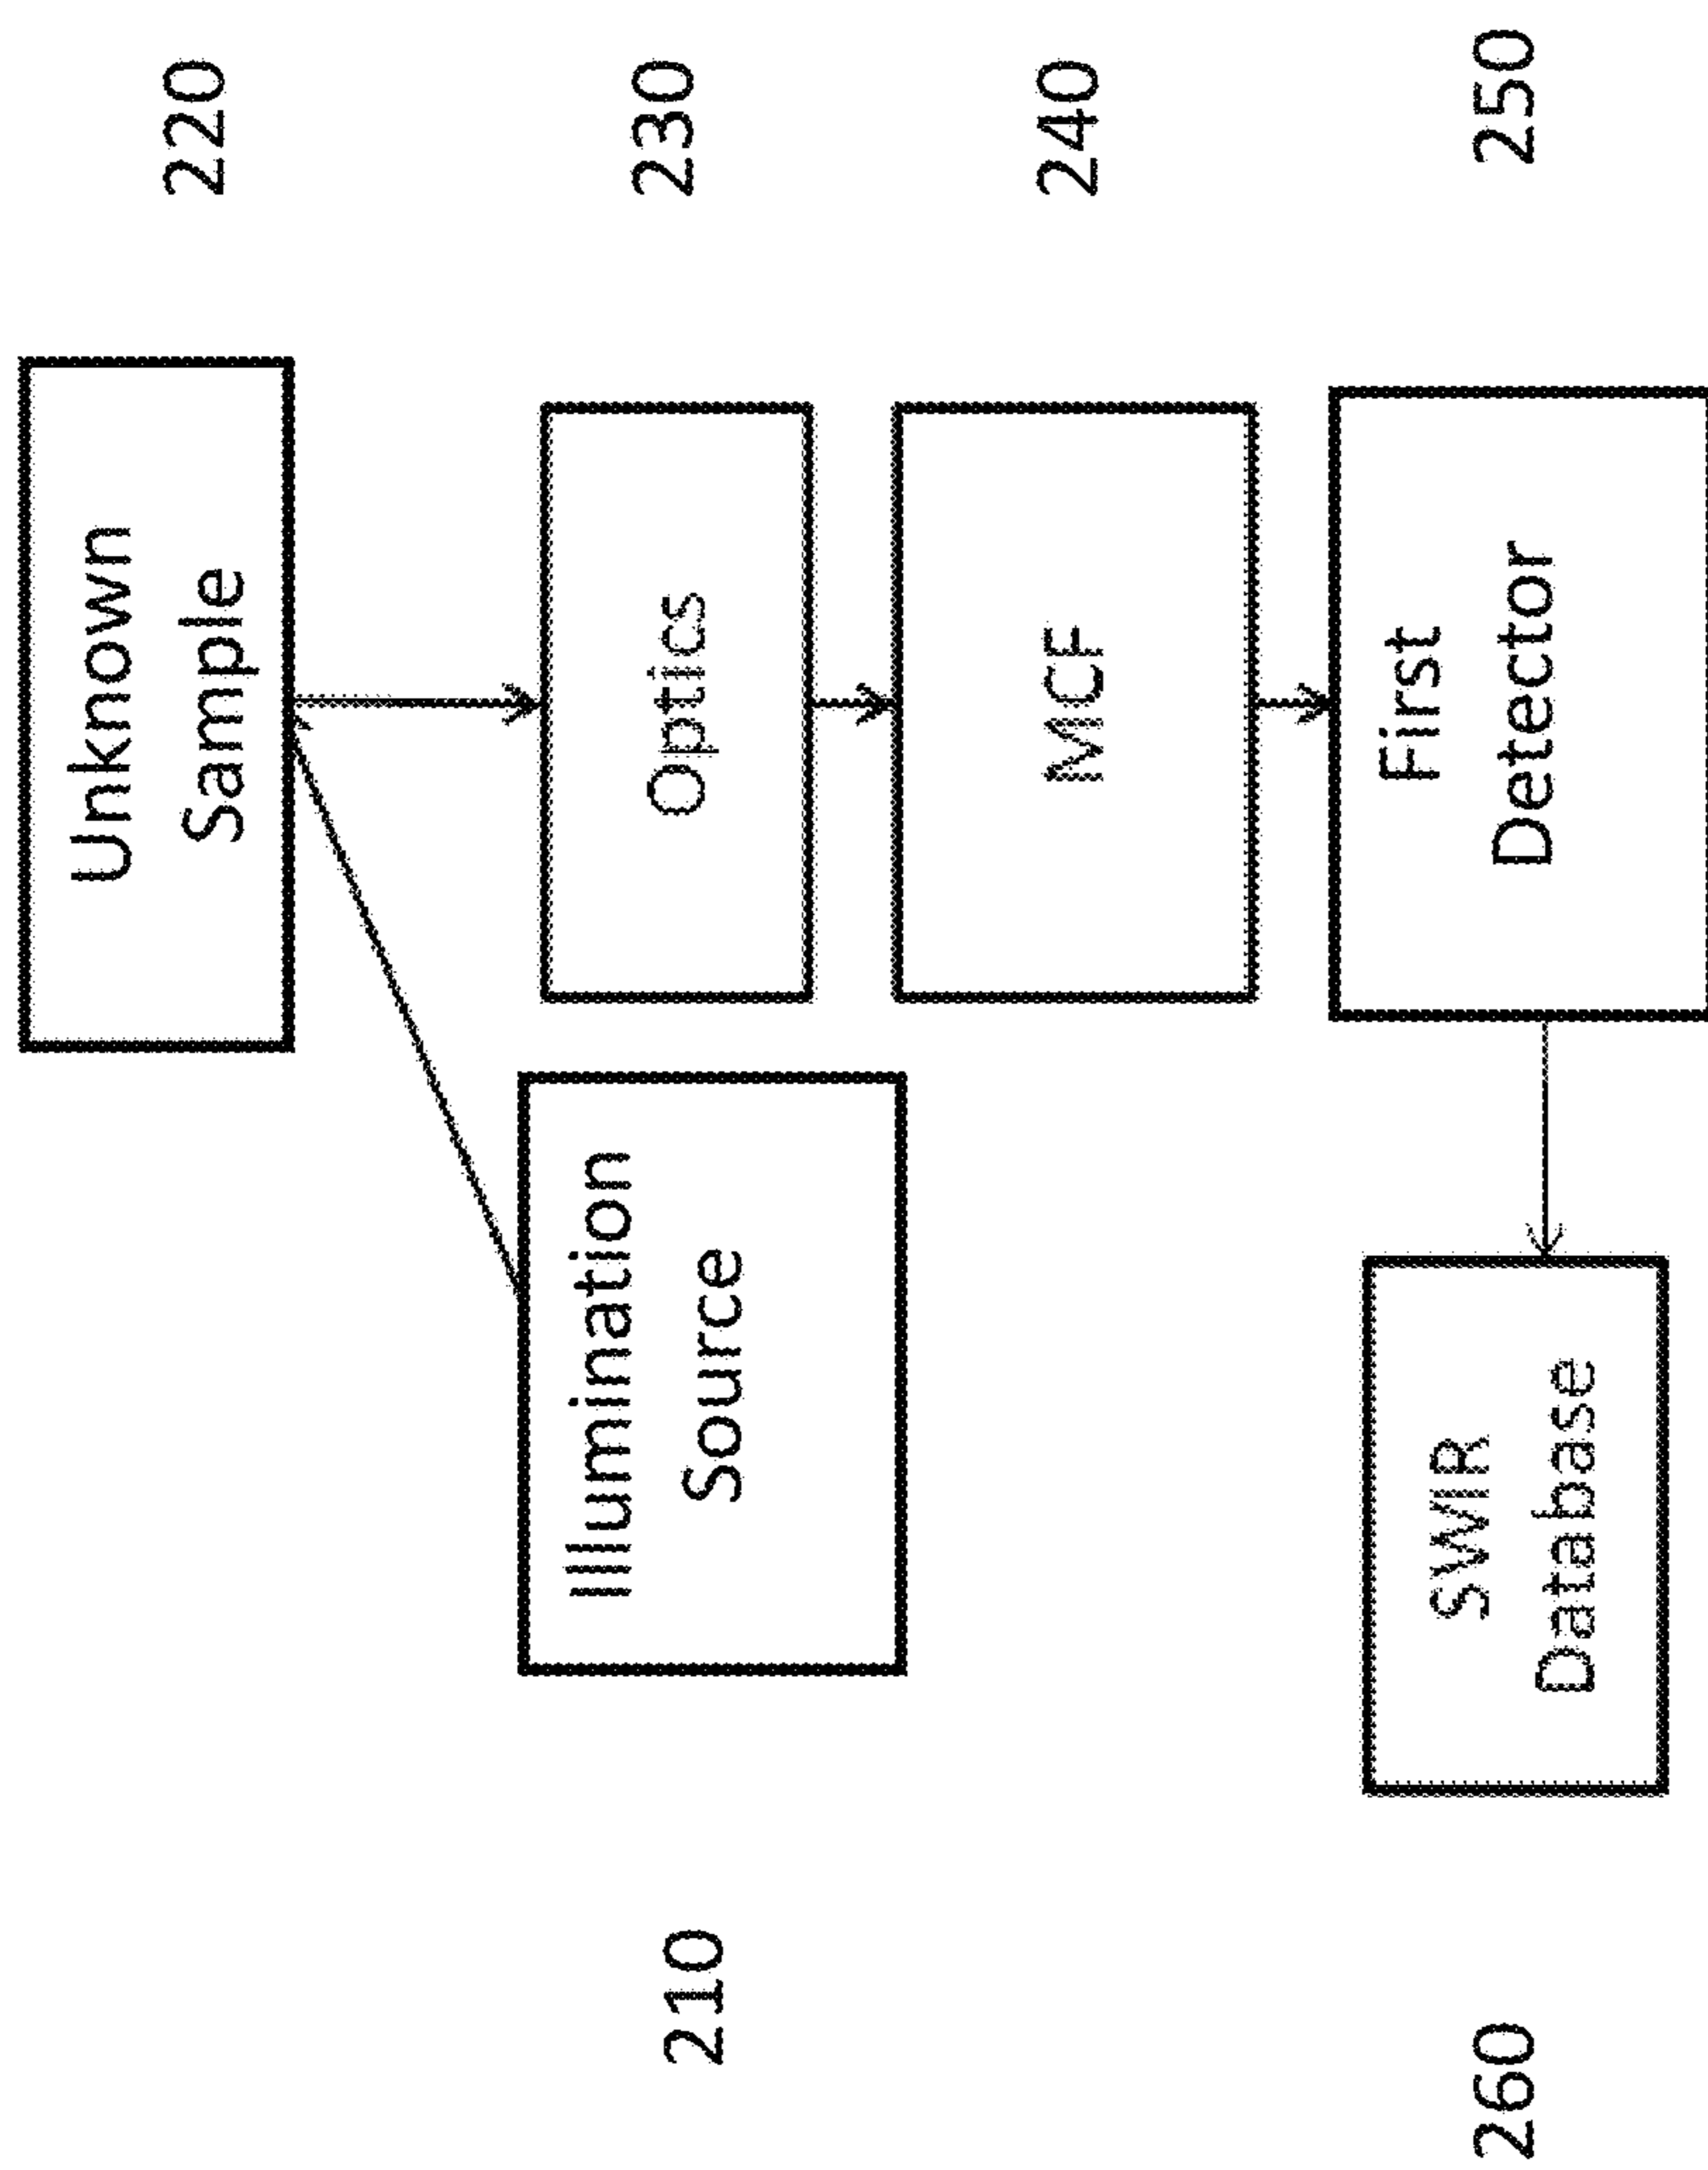 220
Unknown
Sample
Illumination
Source
210
Optics
230
MCF
240
First
Detector
250
SWIR
Database
260